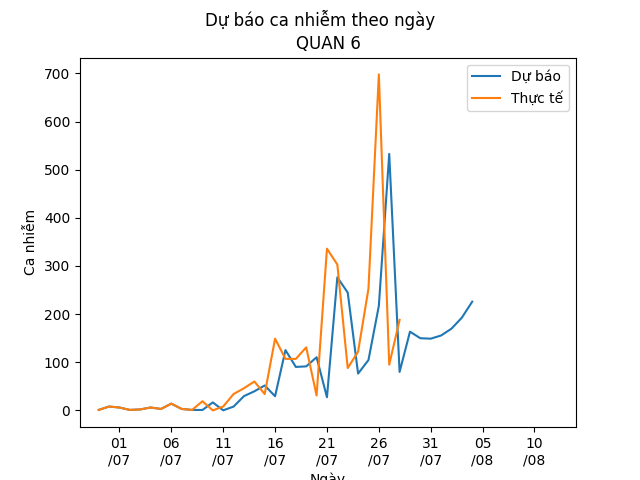 Dự báo ca nhiễm theo ngày
QUAN 6
Dự báo
Thực tế
Ca nhiễm
700
600
500
400
300
200
100
0
01 06 11 16 21 26 31 05 10
/07 /07 /07 /07 /07 /07 /07 /08 /08
Ngày